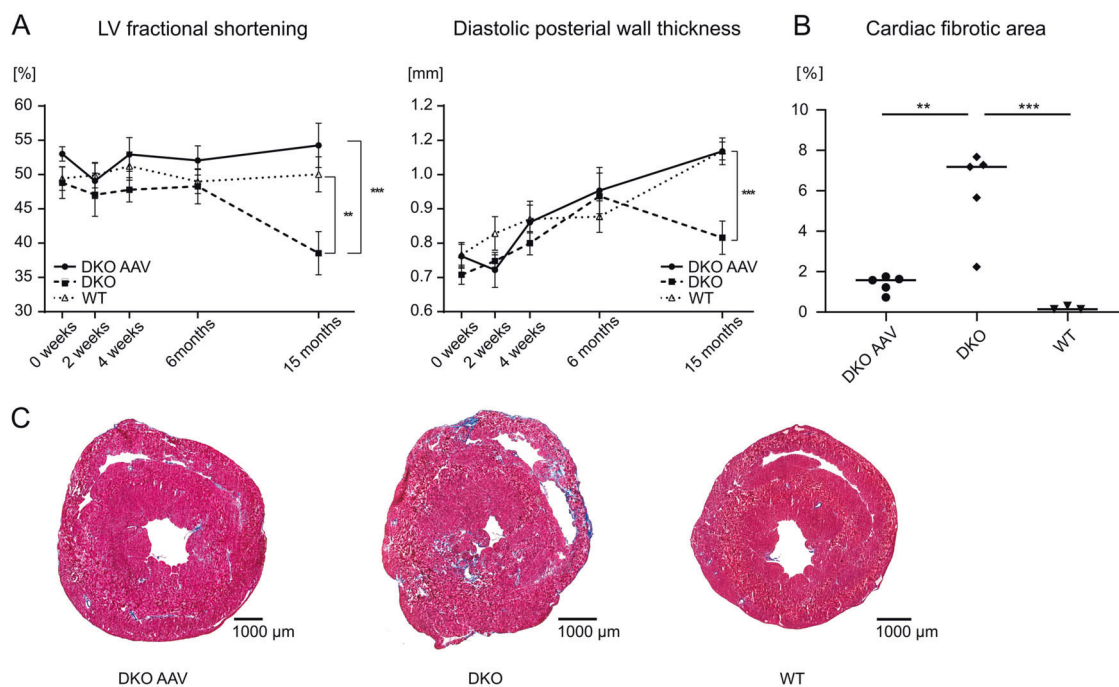 A
LV fractional shortening
Diastolic posterial wall thickness
B
Cardiac fibrotic area
[%]
60
55
50
45
40
35
30
***
**
DKO AAV
DKO
WT
0 weeks
2 weeks
4 weeks
6months
15 months
[mm]
1.2
1.2
1.0
0.9
0.8
0.7
0.6
***
DKO AAV
DKO
WT
0 weeks
2 weeks
4 weeks
6 months
15 months
[%]
10
8
6
4
2
0
**
***
DKO AAV
DKO
WT
C
1000 µm
1000 µm
1000 µm
DKO AAV
DKO
WT